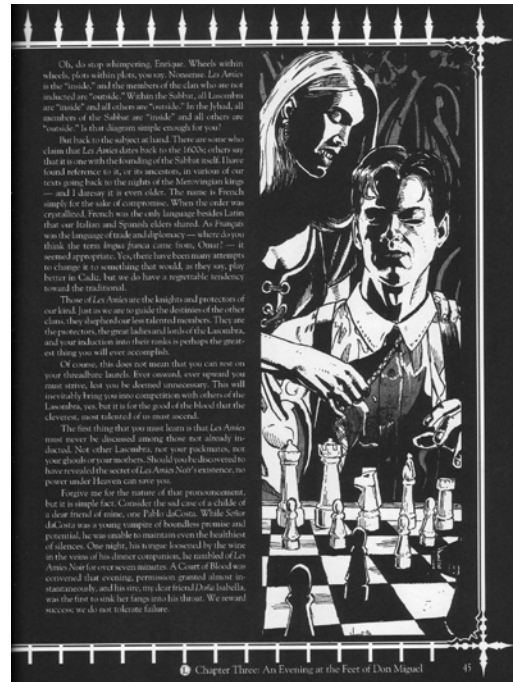 Oh, do stop whimpering, Enrique. Wheels within
wheels, plots within plots, you say. Nonsense. Les Amies
is the "inside," and the members of the clan who are not
inducted are "outside." Within the Sabbat, all Lasombra
are "inside" and all others are "outside." In the Jyhad, all
members of the Sabbat are "inside" and all others are
"outside." Is that diagram simple enough for you?
But back to the subject at hand. There are some who
claim that Les Amies dates back to the 1600s; others say
that it is one with the founding of the Sabbat itself. I have
found reference to it, or its ancestors, in various of our
texts going back to the nights of the Merovingian kings
— and I daresay it is even older. The name is French
simply for the sake of compromise. When the order was
crystallized, French was the only language besides Latin
that our Italian and Spanish elders shared. As Français
was the language of trade and diplomacy — where do you
think the term lingua franca came from, Omar? — it
seemed appropriate. Yes, there have been many attempts
to change it to something that would, as they say, play
better in Cadiz, but we do have a regrettable tendency
toward the traditional.
Those of Les Amies are the knights and protectors of
our kind. Just as we are to guide the destinies of the other
clans, they shepherd our less talented members. They are
the protectors, the great ladies and lords of the Lasombra,
and your induction into their ranks is perhaps the great-
est thing you will ever accomplish.
Of course, this does not mean that you can rest on
your threadbare laurels. Ever onward, ever upward you
must strive, lest you be deemed unnecessary. This will
inevitably bring you into competition with others of the
Lasombra, yes, but it is for the good of the blood that the
cleverest, most talented of us must ascend.
The first thing that you must learn is that Les Amies
must never be discussed among those not already in-
ducted. Not other Lasombra, not your packmates, not
your ghouls or your mothers. Should you be discovered to
have revealed the secret of Les Amies Noir's existence, no
power under Heaven can save you.
Forgive me for the nature of that pronouncement,
but it is simple fact. Consider the sad case of a childe of
a dear friend of mine, one Pablo daCosta. While Señor
daCosta was a young vampire of boundless promise and
potential, he was unable to maintain even the healthiest
of silences. One night, his tongue loosened by the wine
in the veins of his dinner companion, he rambled of Les
Amies Noir for over seven minutes. A Court of Blood was
convened that evening, permission granted almost in-
stantaneously, and his sire, my dear friend Doña Isabella,
was the first to sink her fangs into his throat. We reward
success; we do not tolerate failure.
Chapter Three: An Evening at the Feet of Don Miguel
45